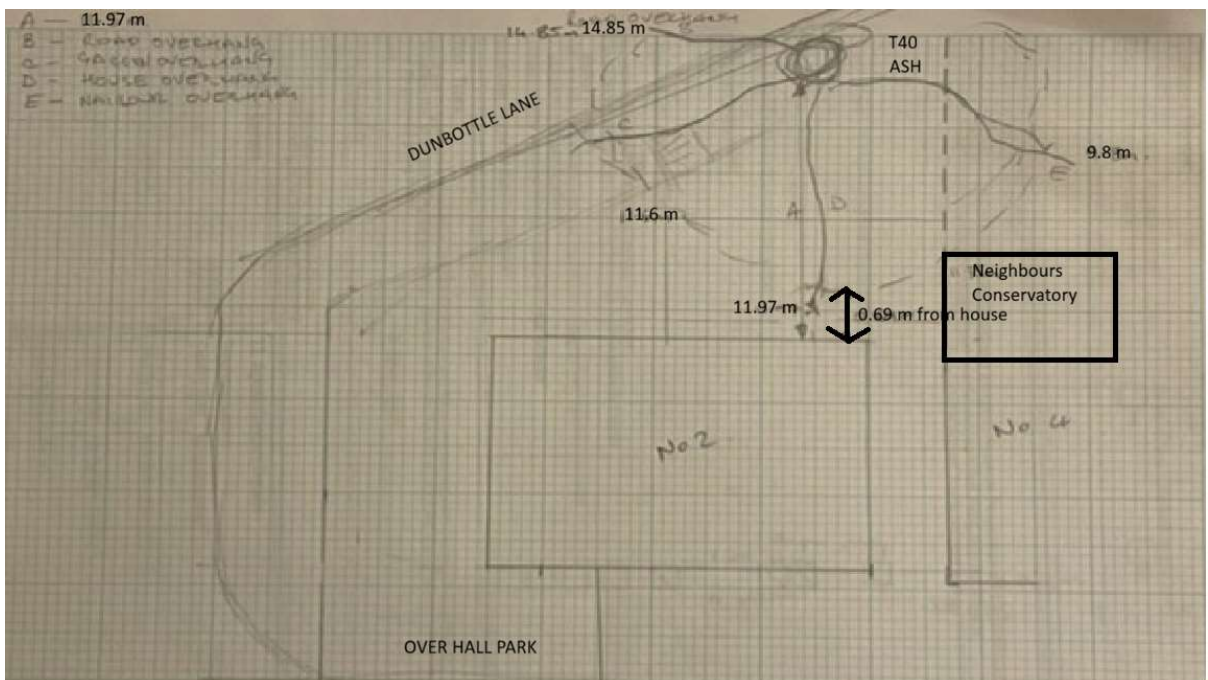 A - 11.97 m
B - ROAD OVERHANG
C - GARDEN OVERHANG
D - HOUSE OVERHANG
E - NEIGHBOUR OVERHANG
ROAD OVERHANG
14.85m 14.85 m
B
T40
ASH
DUNBOTTLE LANE
C
9.8 m
E
11.6 m
A
D
Neighbours
Conservatory
11.97 m
0.69 m from house
No 2
No 4
OVER HALL PARK